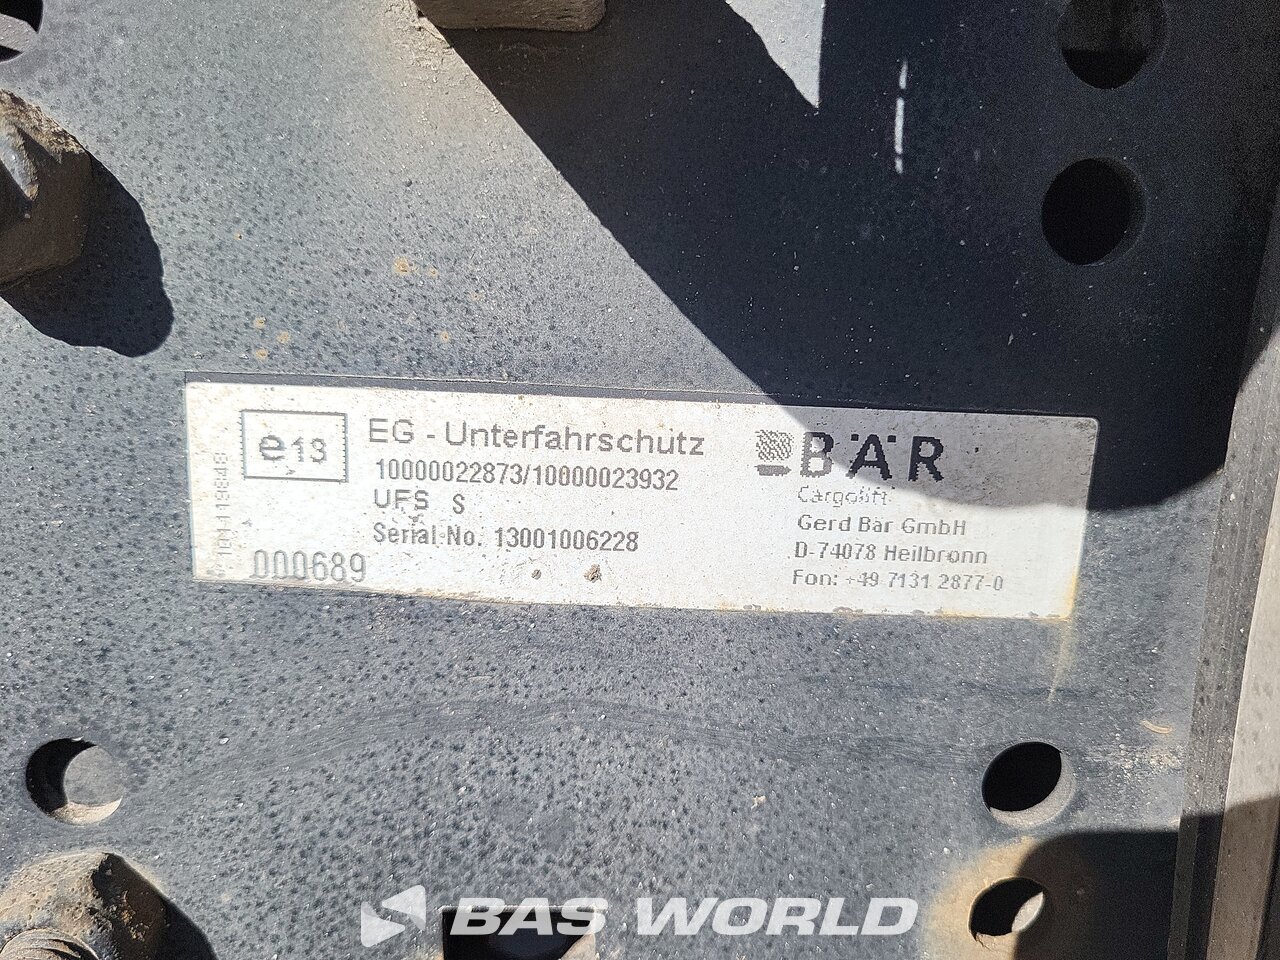 e13
EG - Unterfahrschutz
10000022873/10000023932
UFS S
Serial-No. 13001006228
000689
BÄR
Cargolift
Gerd Bär GmbH
D-74078 Heilbronn
Fon: +49 7131 2877-0
BAS WORLD